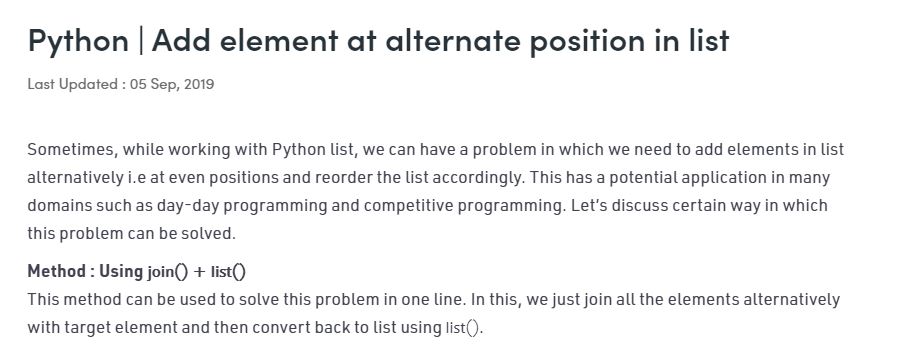 Python | Add element at alternate position in list
Last Updated : 05 Sep, 2019
Sometimes, while working with Python list, we can have a problem in which we need to add elements in list
alternatively i.e at even positions and reorder the list accordingly. This has a potential application in many
domains such as day-day programming and competitive programming. Let’s discuss certain way in which
this problem can be solved.
Method : Using join() + list()
This method can be used to solve this problem in one line. In this, we just join all the elements alternatively
with target element and then convert back to list using list().